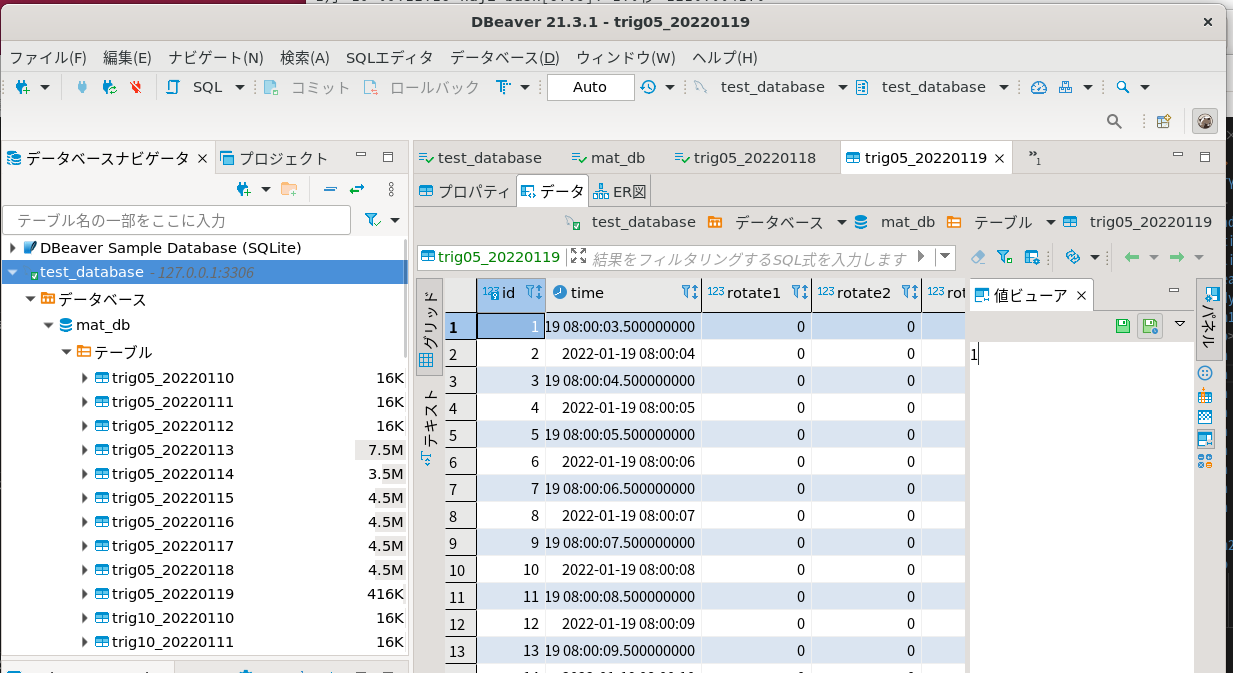 DBeaver 21.3.1 - trig05_20220119
ファイル(F) 編集(E) ナビゲート(N) 検索(A) SQLエディタ データベース(D) ウィンドウ(W) ヘルプ(H)
SQL コミット ロールバック Auto test_database test_database
データベースナビゲータ プロジェクト
テーブル名の一部をここに入力
DBeaver Sample Database (SQLite)
test_database - 127.0.0.1:3306
データベース
mat_db
テーブル
trig05_20220110 16K
trig05_20220111 16K
trig05_20220112 16K
trig05_20220113 7.5M
trig05_20220114 3.5M
trig05_20220115 4.5M
trig05_20220116 4.5M
trig05_20220117 4.5M
trig05_20220118 4.5M
trig05_20220119 416K
trig10_20220110 16K
trig10_20220111 16K
test_database mat_db trig05_20220118 trig05_20220119 »1
プロパティ データ ER図
test_database データベース mat_db テーブル trig05_20220119
trig05_20220119 結果をフィルタリングするSQL式を入力します
グリッド
テキスト
123 id time 123 rotate1 123 rotate2 123 rot
1 1 19 08:00:03.500000000 0 0
2 2 2022-01-19 08:00:04 0 0
3 3 19 08:00:04.500000000 0 0
4 4 2022-01-19 08:00:05 0 0
5 5 19 08:00:05.500000000 0 0
6 6 2022-01-19 08:00:06 0 0
7 7 19 08:00:06.500000000 0 0
8 8 2022-01-19 08:00:07 0 0
9 9 19 08:00:07.500000000 0 0
10 10 2022-01-19 08:00:08 0 0
11 11 19 08:00:08.500000000 0 0
12 12 2022-01-19 08:00:09 0 0
13 13 19 08:00:09.500000000 0 0
値ビューア
1
パネル